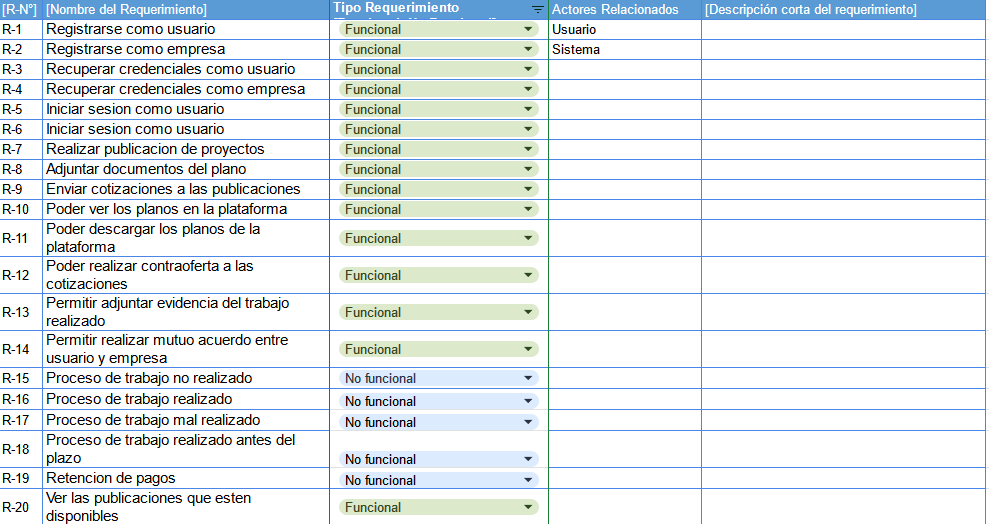 [R-N°] [Nombre del Requerimiento] Tipo Requerimiento Actores Relacionados [Descripción corta del requerimiento]
R-1 Registrarse como usuario Funcional Usuario
R-2 Registrarse como empresa Funcional Sistema
R-3 Recuperar credenciales como usuario Funcional
R-4 Recuperar credenciales como empresa Funcional
R-5 Iniciar sesion como usuario Funcional
R-6 Iniciar sesion como usuario Funcional
R-7 Realizar publicacion de proyectos Funcional
R-8 Adjuntar documentos del plano Funcional
R-9 Enviar cotizaciones a las publicaciones Funcional
R-10 Poder ver los planos en la plataforma Funcional
R-11 Poder descargar los planos de la
plataforma Funcional
R-12 Poder realizar contraoferta a las
cotizaciones Funcional
R-13 Permitir adjuntar evidencia del trabajo
realizado Funcional
R-14 Permitir realizar mutuo acuerdo entre
usuario y empresa Funcional
R-15 Proceso de trabajo no realizado No funcional
R-16 Proceso de trabajo realizado No funcional
R-17 Proceso de trabajo mal realizado No funcional
R-18 Proceso de trabajo realizado antes del
plazo No funcional
R-19 Retencion de pagos No funcional
R-20 Ver las publicaciones que esten
disponibles Funcional